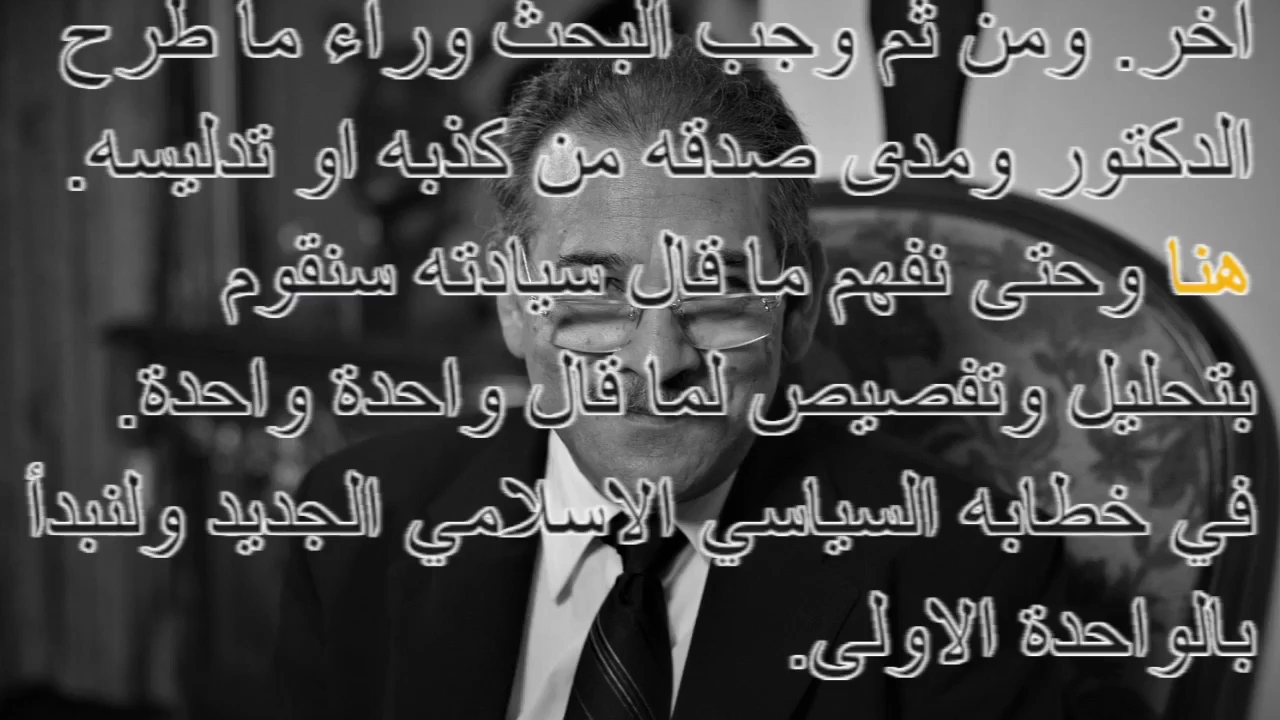 اخر. ومن ثم وجب البحث وراء ما طرح
الدكتور ومدى صدقه من كذبه او تدليسه.
هنا وحتى نفهم ما قال سيادته سنقوم
بتحليل وتفصيص لما قال واحدة واحدة.
في خطابه السياسي الاسلامي الجديد ولنبدأ
بالواحدة الاولى.